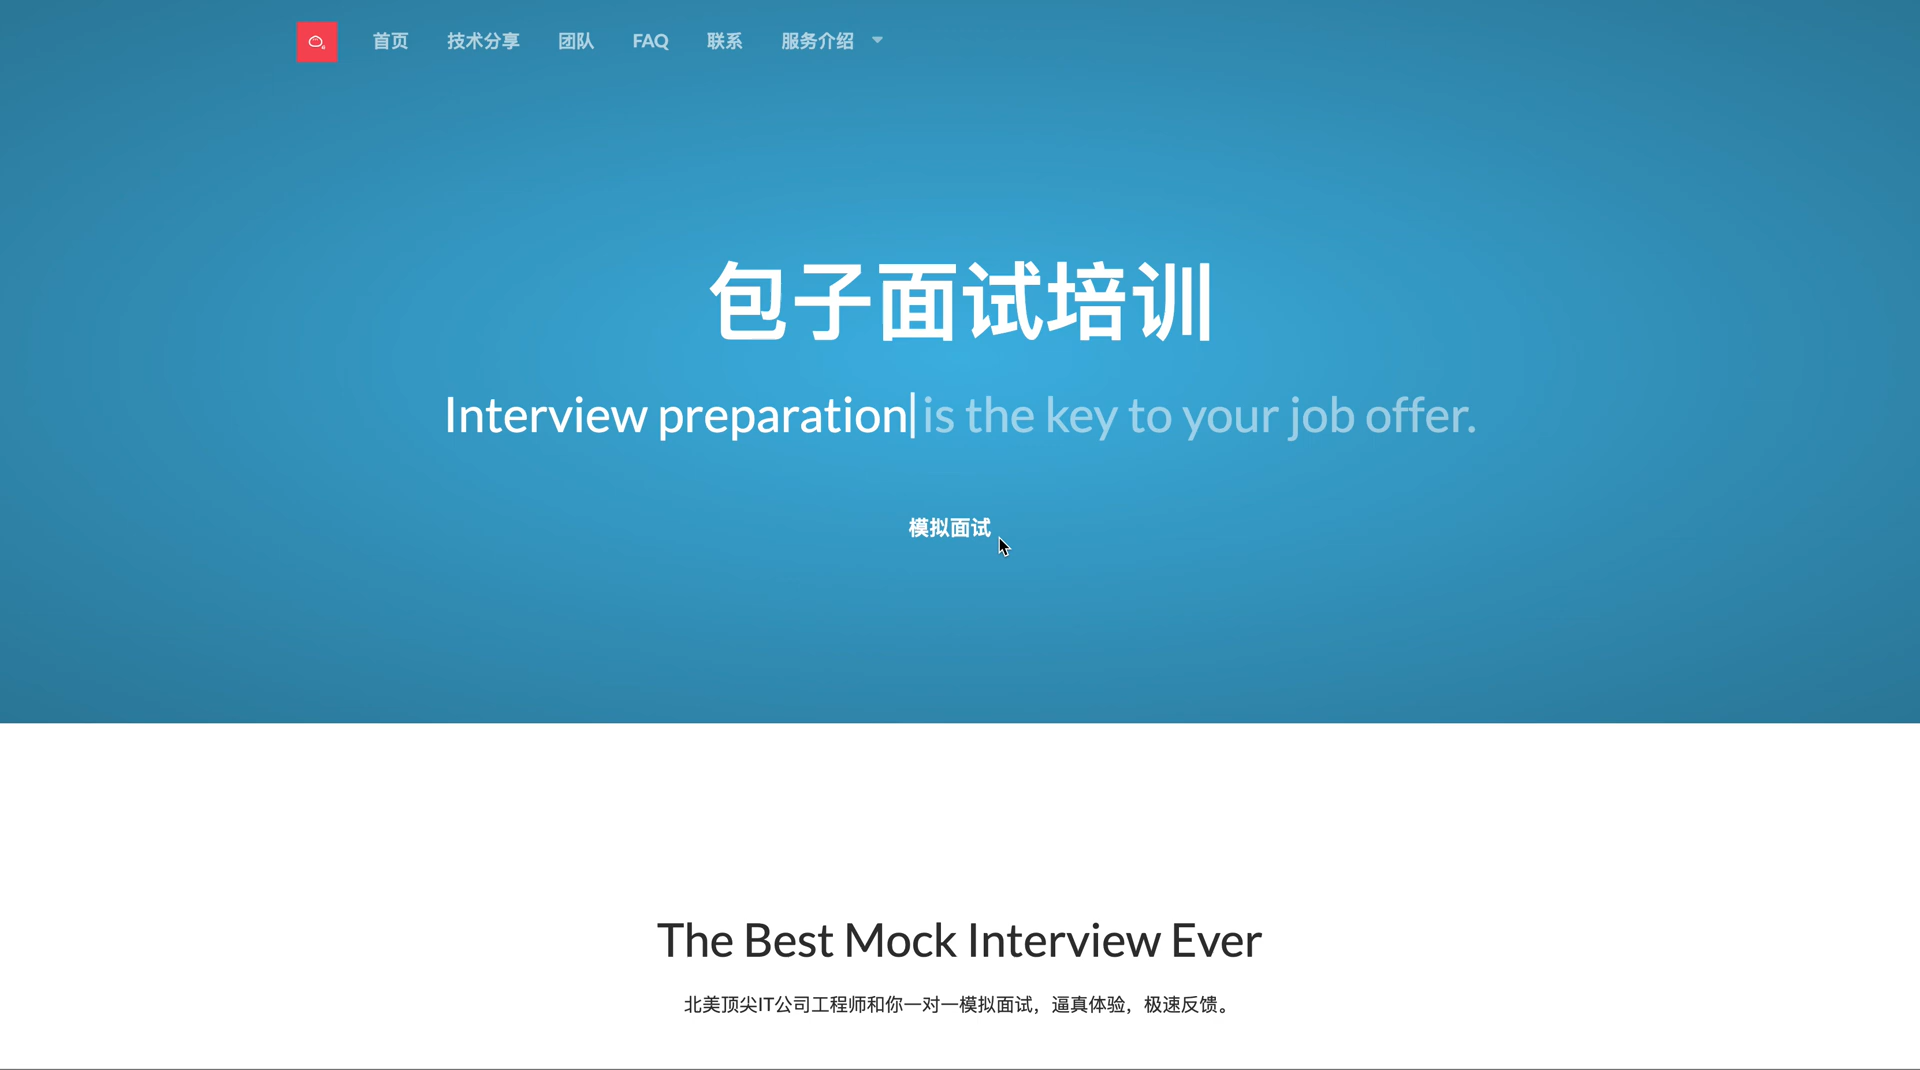 首页 技术分享 团队 FAQ 联系 服务介绍
包子面试培训
Interview preparation is the key to your job offer.
模拟面试
The Best Mock Interview Ever
北美顶尖IT公司工程师和你一对一模拟面试，逼真体验，极速反馈。